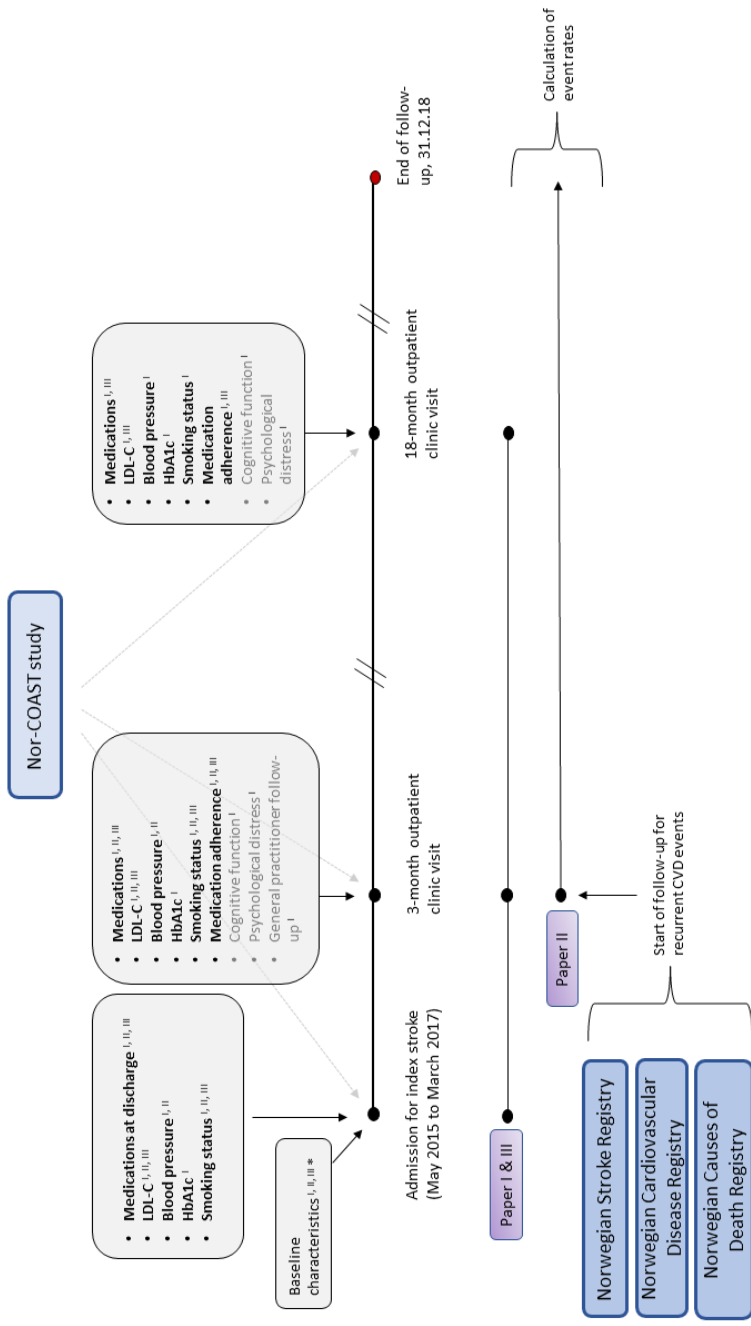 Nor-COAST study
• Medications at discharge I, II, III
• LDL-C I, II, III
• Blood pressure I, II
• HbA1c I
• Smoking status I, II, III
• Medications I, II, III
• LDL-C I, II, III
• Blood pressure I, II
• HbA1c I
• Smoking status I, II, III
• Medication adherence I, II, III
• Cognitive function I
• Psychological distress I
• General practitioner follow-
up I
• Medications I, III
• LDL-C I, III
• Blood pressure I
• HbA1c I
• Smoking status I
• Medication
adherence I, III
• Cognitive function I
• Psychological
distress I
Baseline
characteristics I, II, III *
Admission for index stroke
(May 2015 to March 2017)
3-month outpatient
clinic visit
18-month outpatient
clinic visit
End of follow-
up, 31.12.18
Paper I & III
Paper II
Start of follow-up for
recurrent CVD events
Calculation of
event rates
Norwegian Stroke Registry
Norwegian Cardiovascular
Disease Registry
Norwegian Causes of
Death Registry